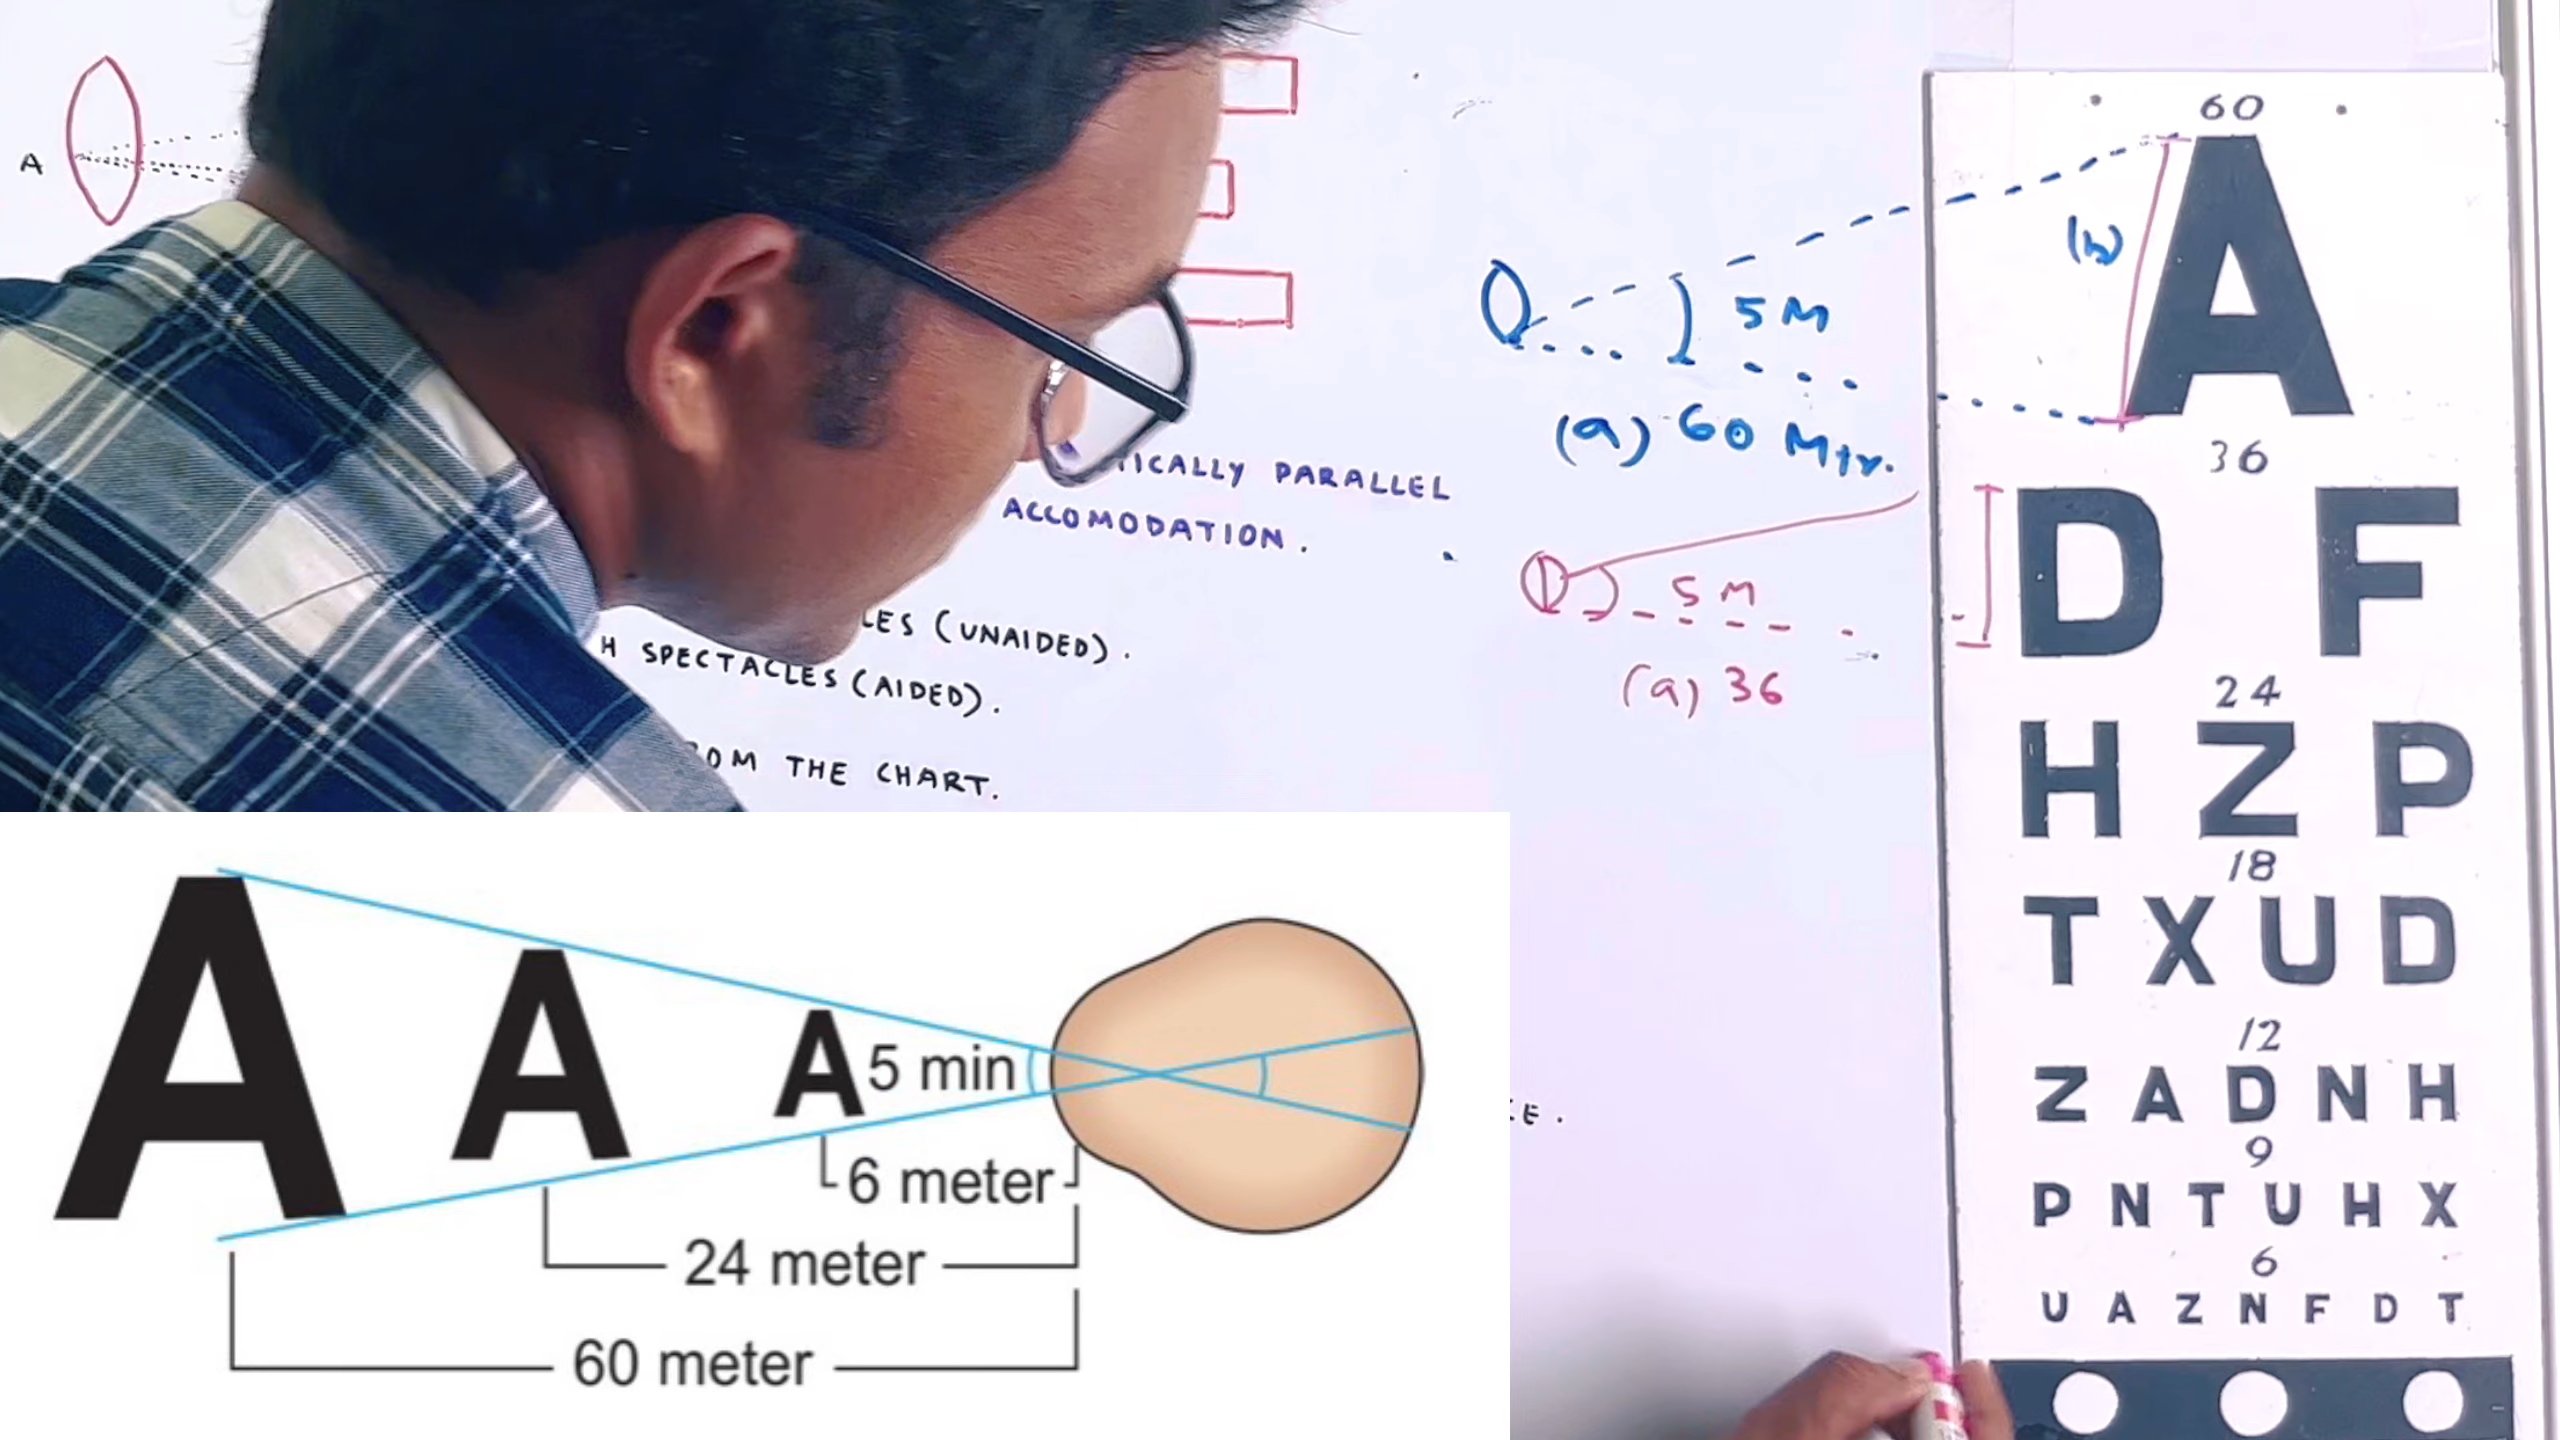 A
ICALLY PARALLEL
ACCOMODATION.
LES (UNAIDED).
H SPECTACLES (AIDED).
OM THE CHART.
E.
5 M
(a) 60 Mtr.
(b)
5 M
(a) 36
60
A
36
D F
24
H Z P
18
T X U D
12
Z A D N H
9
P N T U H X
6
U A Z N F D T
A A A 5 min
6 meter
24 meter
60 meter